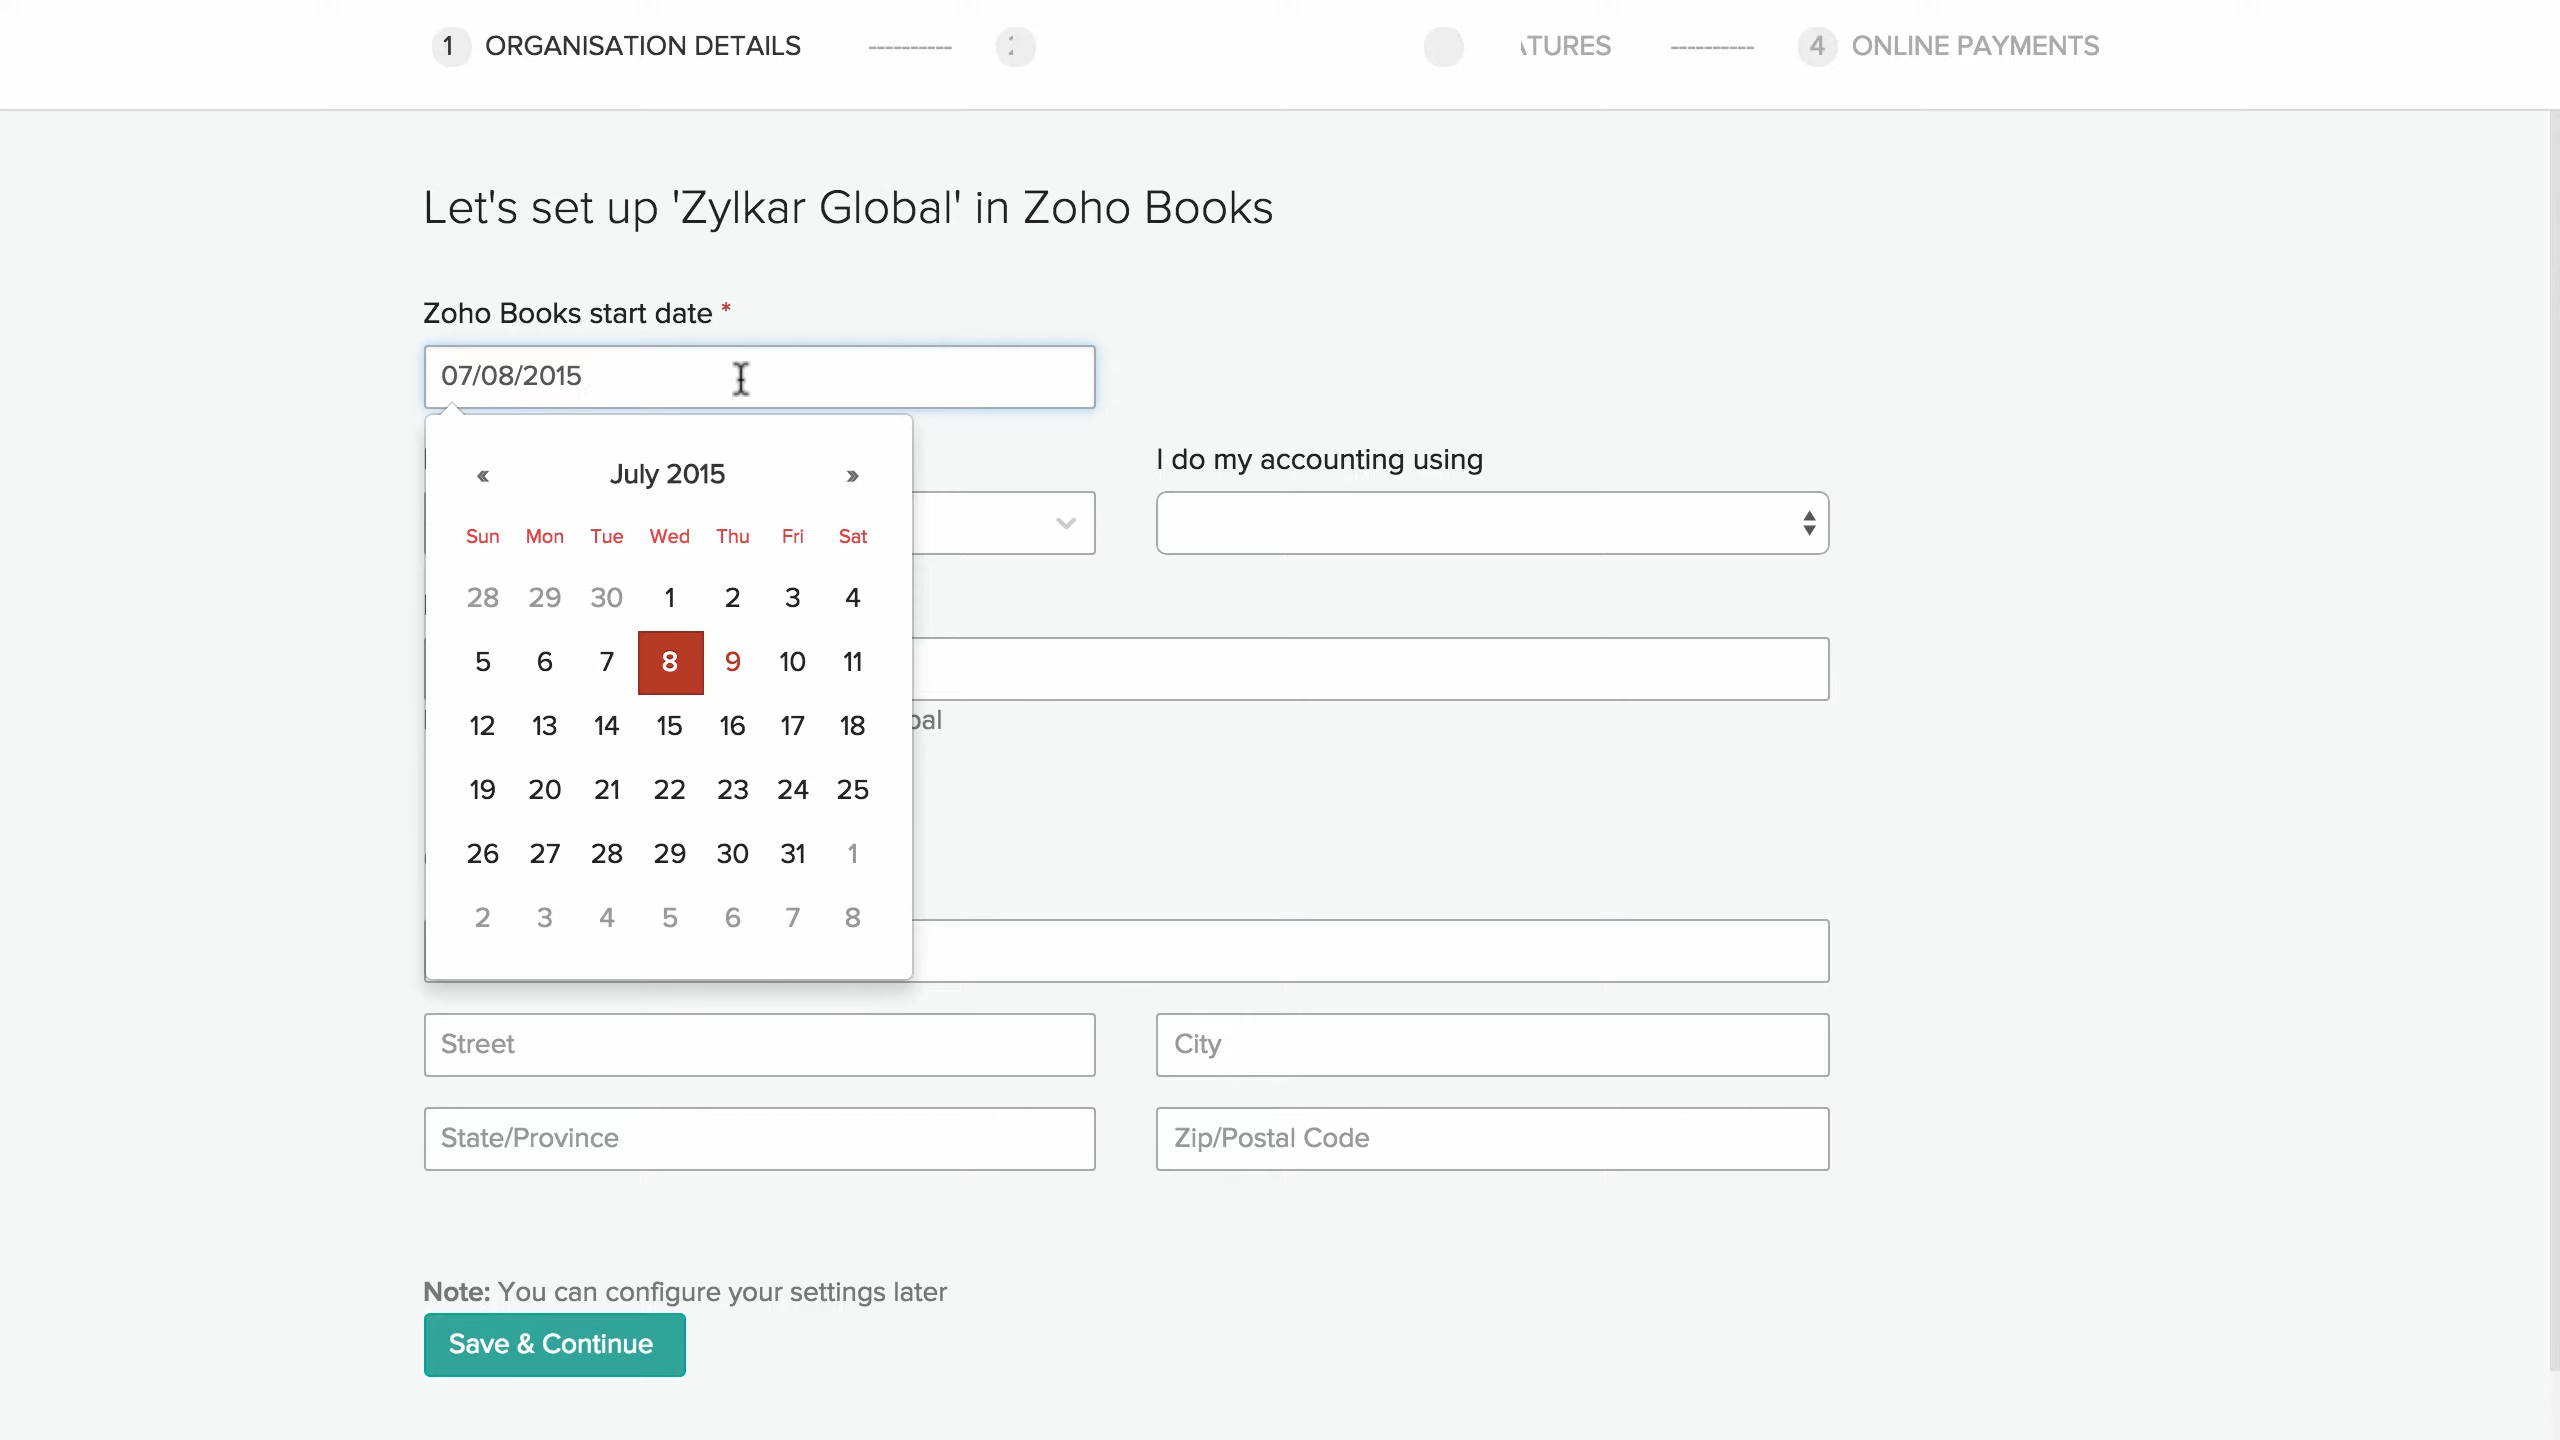 1 ORGANISATION DETAILS ---------- ATURES ---------- 4 ONLINE PAYMENTS
Let's set up 'Zylkar Global' in Zoho Books
Zoho Books start date *
07/08/2015
I do my accounting using
« July 2015 »
Sun Mon Tue Wed Thu Fri Sat
28 29 30 1 2 3 4
5 6 7 8 9 10 11
12 13 14 15 16 17 18
19 20 21 22 23 24 25
26 27 28 29 30 31 1
2 3 4 5 6 7 8
bal
Street City
State/Province Zip/Postal Code
Note: You can configure your settings later
Save & Continue